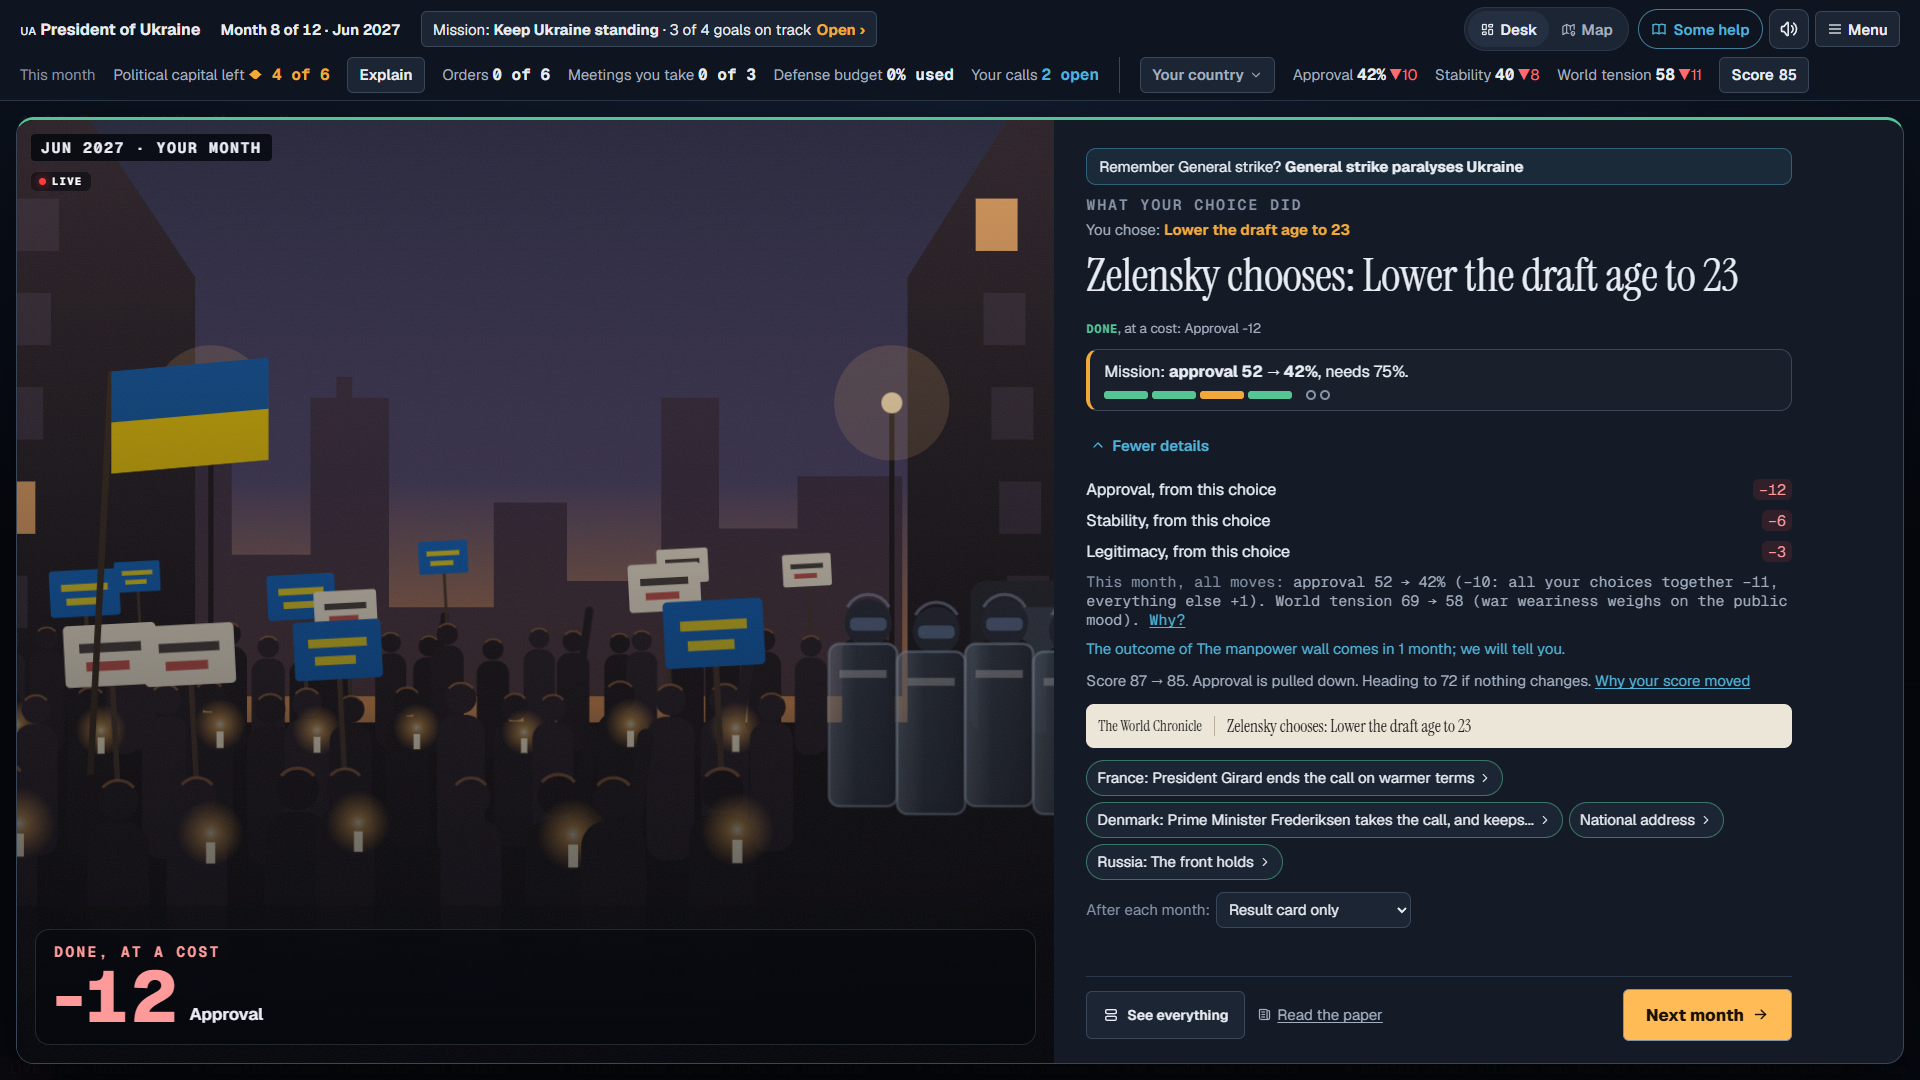 UA President of Ukraine Month 8 of 12 · Jun 2027 Mission: Keep Ukraine standing · 3 of 4 goals on track Open › Desk Map Some help Menu
This month Political capital left 4 of 6 Explain Orders 0 of 6 Meetings you take 0 of 3 Defense budget 0% used Your calls 2 open Your country Approval 42% ▼10 Stability 40 ▼8 World tension 58 ▼11 Score 85
JUN 2027 · YOUR MONTH
LIVE
Remember General strike? General strike paralyses Ukraine
WHAT YOUR CHOICE DID
You chose: Lower the draft age to 23
Zelensky chooses: Lower the draft age to 23
DONE, at a cost: Approval -12
Mission: approval 52 → 42%, needs 75%.
Fewer details
Approval, from this choice −12
Stability, from this choice −6
Legitimacy, from this choice −3
This month, all moves: approval 52 → 42% (−10: all your choices together −11,
everything else +1). World tension 69 → 58 (war weariness weighs on the public
mood). Why?
The outcome of The manpower wall comes in 1 month; we will tell you.
Score 87 → 85. Approval is pulled down. Heading to 72 if nothing changes. Why your score moved
The World Chronicle Zelensky chooses: Lower the draft age to 23
France: President Girard ends the call on warmer terms ›
Denmark: Prime Minister Frederiksen takes the call, and keeps... › National address ›
Russia: The front holds ›
After each month: Result card only
DONE, AT A COST
-12 Approval
See everything Read the paper Next month →